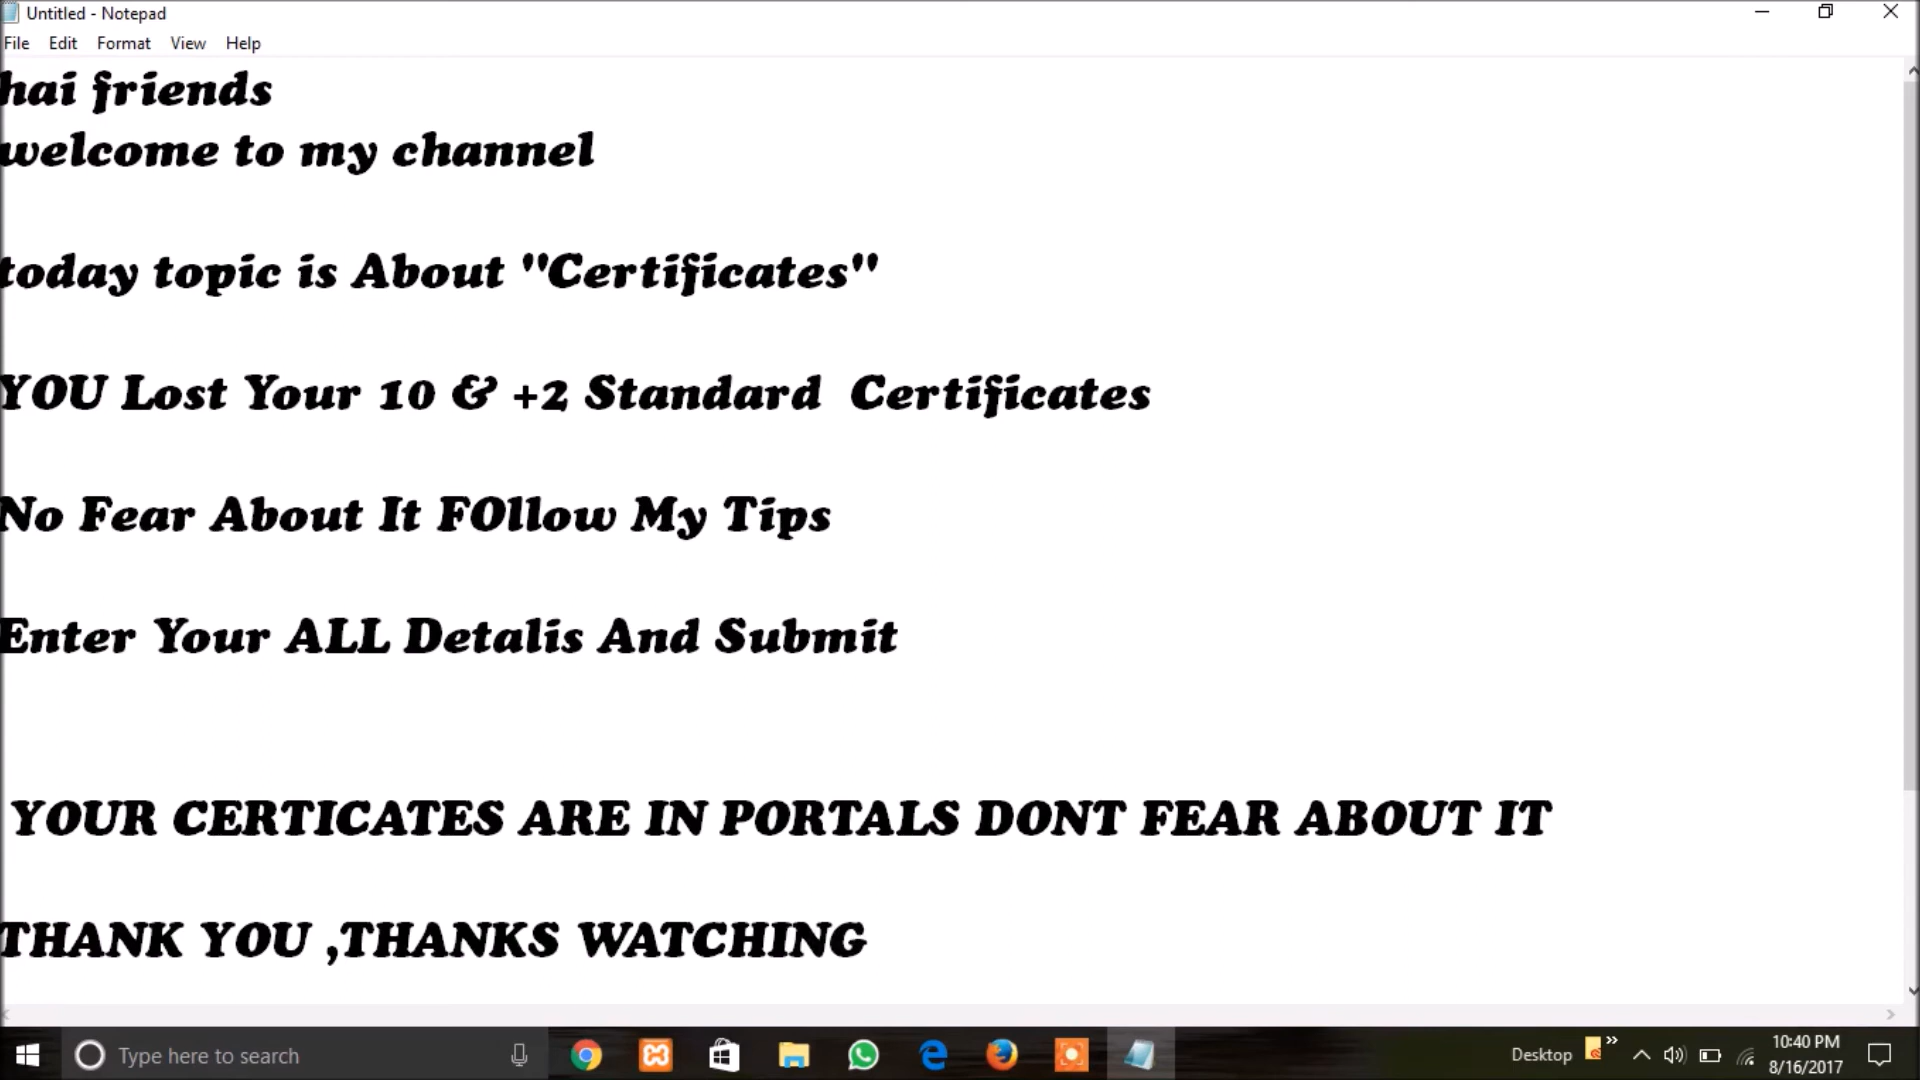 Untitled - Notepad
File Edit Format View Help
hai friends
welcome to my channel
today topic is About "Certificates"
YOU Lost Your 10 & +2 Standard  Certificates
No Fear About It FOllow My Tips
Enter Your ALL Detalis And Submit
YOUR CERTICATES ARE IN PORTALS DONT FEAR ABOUT IT
THANK YOU ,THANKS WATCHING
Type here to search
Desktop
10:40 PM
8/16/2017